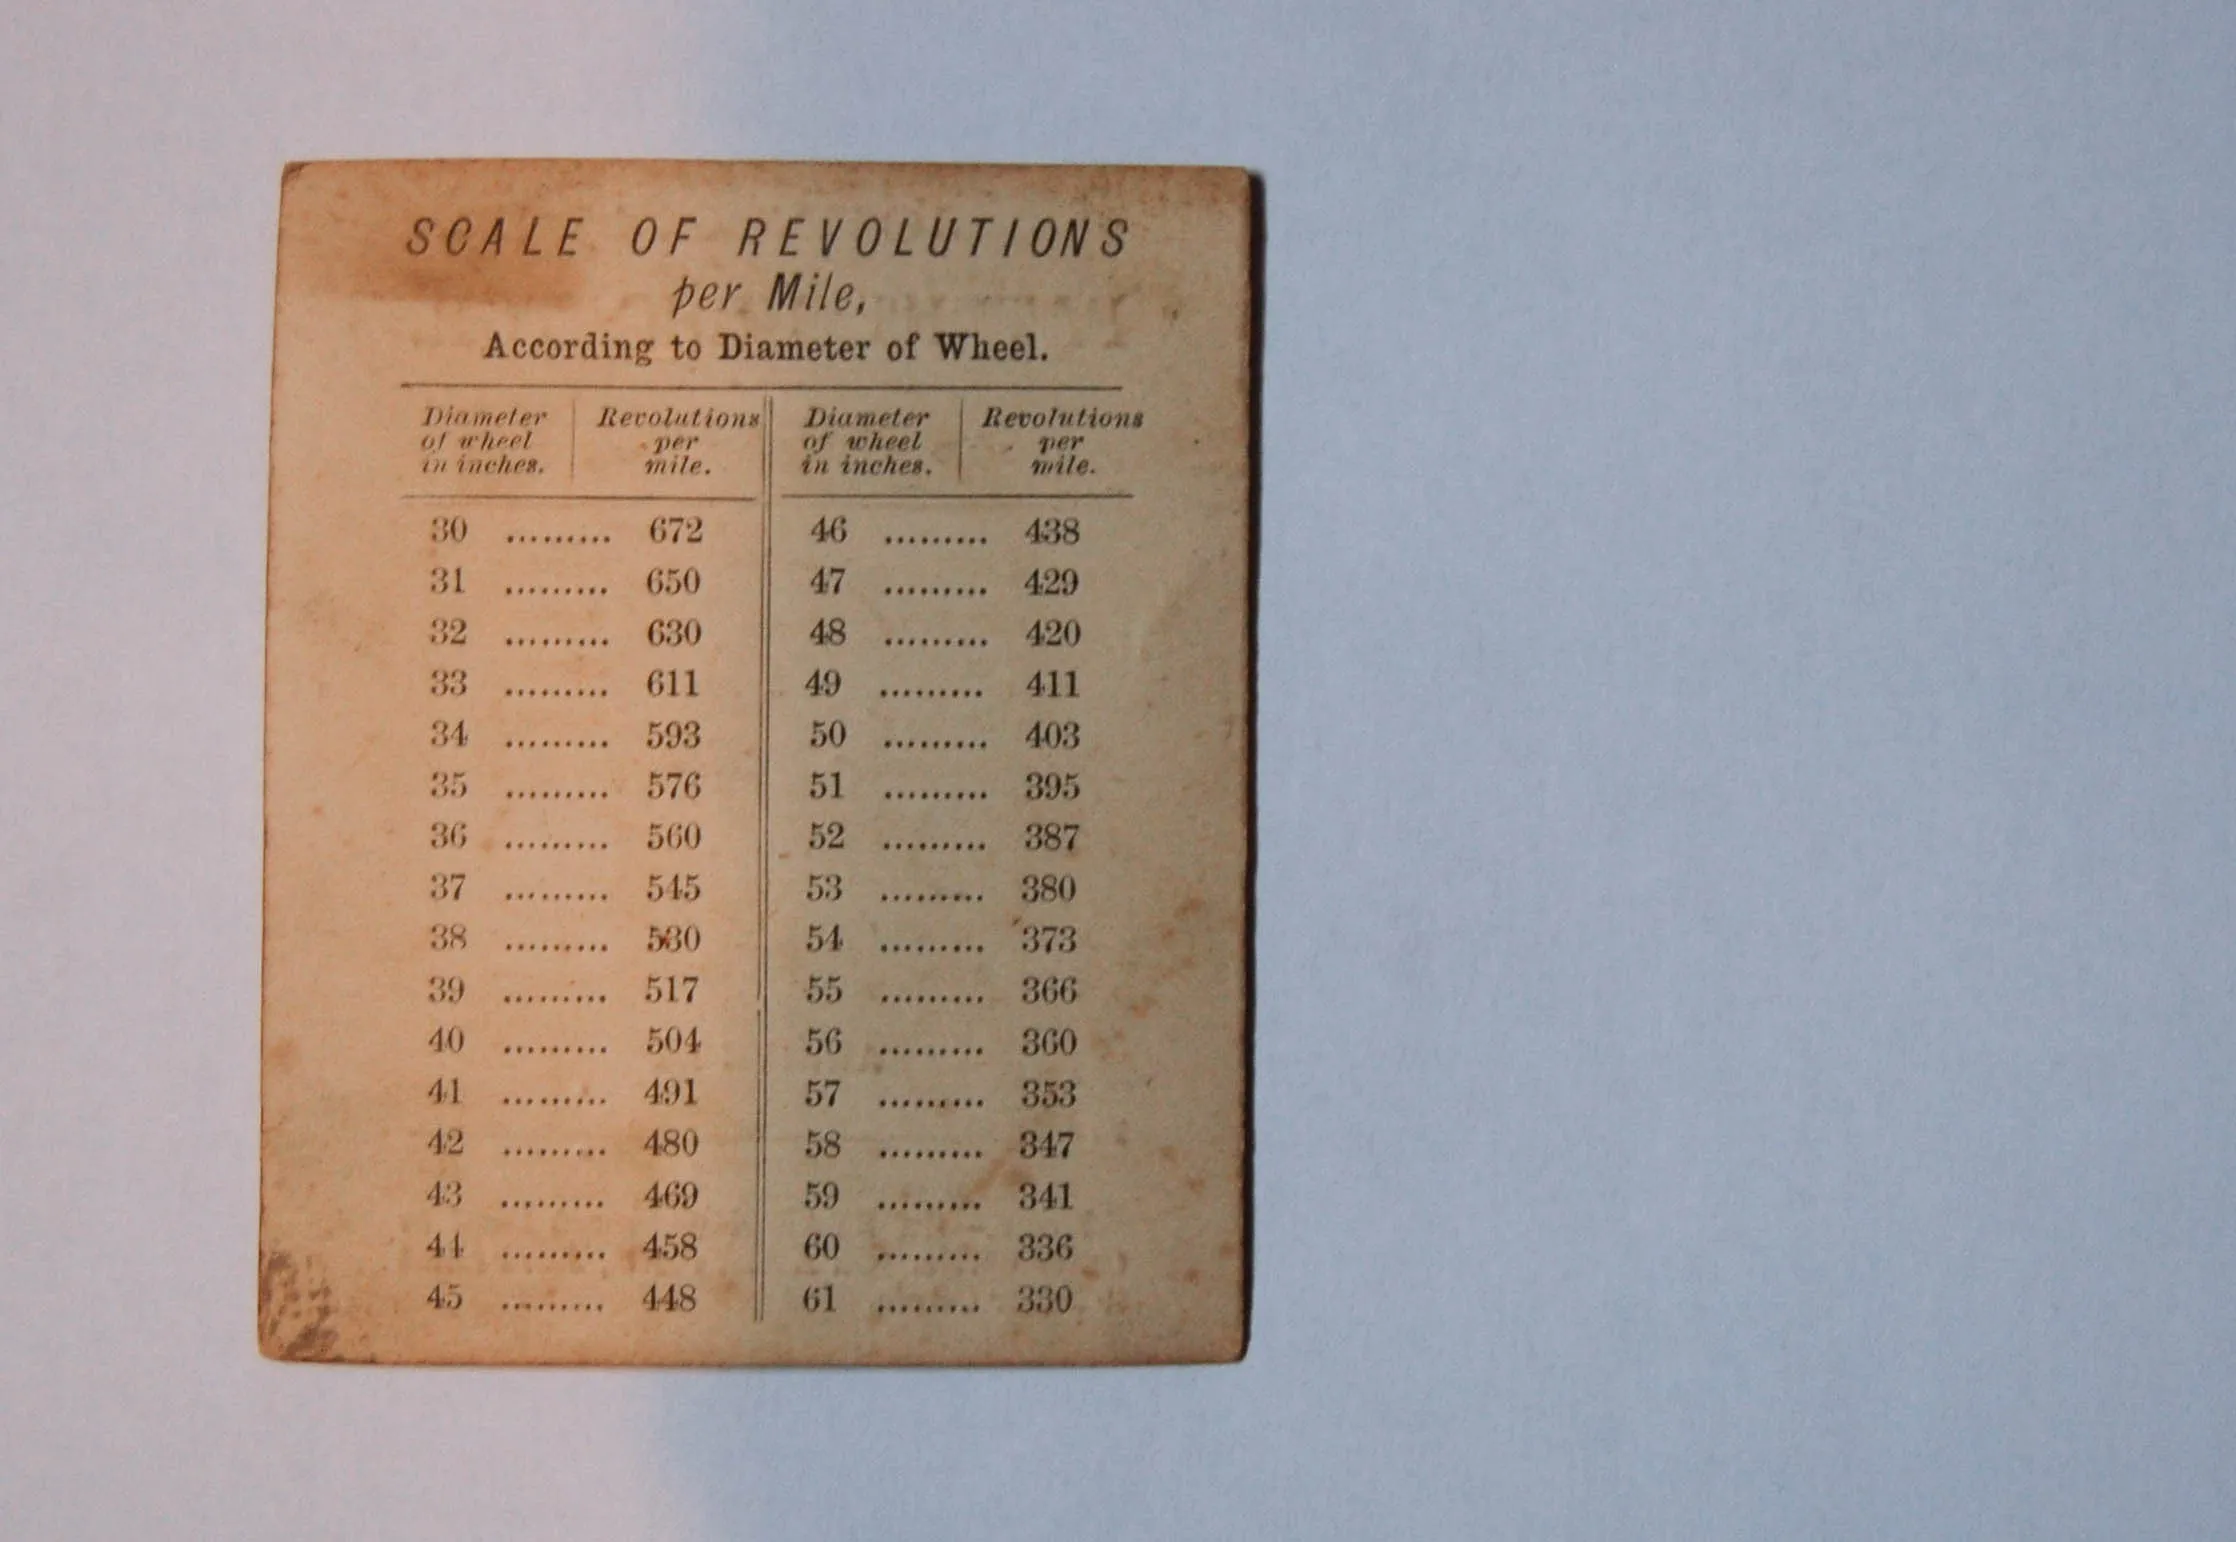 SCALE OF REVOLUTIONS
per Mile,
According to Diameter of Wheel.
Diameter of wheel in inches. Revolutions per mile. Diameter of wheel in inches. Revolutions per mile.
30 ......... 672 46 ......... 438
31 ......... 650 47 ......... 429
32 ......... 630 48 ......... 420
33 ......... 611 49 ......... 411
34 ......... 593 50 ......... 403
35 ......... 576 51 ......... 395
36 ......... 560 52 ......... 387
37 ......... 545 53 ......... 380
38 ......... 530 54 ......... 373
39 ......... 517 55 ......... 366
40 ......... 504 56 ......... 360
41 ......... 491 57 ......... 353
42 ......... 480 58 ......... 347
43 ......... 469 59 ......... 341
44 ......... 458 60 ......... 336
45 ......... 448 61 ......... 330